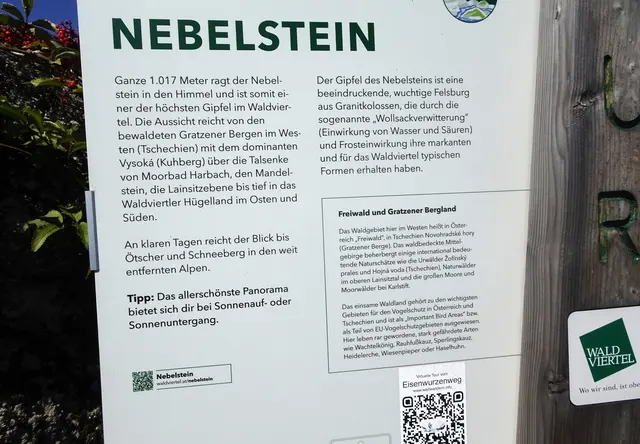 NEBELSTEIN
Ganze 1.017 Meter ragt der Nebel-
stein in den Himmel und ist somit ei-
ner der höchsten Gipfel im Waldvier-
tel. Die Aussicht reicht von den
bewaldeten Gratzener Bergen im Wes-
ten (Tschechien) mit dem dominanten
Vysoká (Kuhberg) über die Talsenke
von Moorbad Harbach, den Mandel-
stein, die Lainsitzebene bis tief in das
Waldviertler Hügelland im Osten und
Süden.
An klaren Tagen reicht der Blick bis
Ötscher und Schneeberg in den weit
entfernten Alpen.
Tipp: Das allerschönste Panorama
bietet sich dir bei Sonnenauf- oder
Sonnenuntergang.
Nebelstein
waldviertel.at/nebelstein
Der Gipfel des Nebelsteins ist eine
beeindruckende, wuchtige Felsburg
aus Granitkolossen, die durch die
sogenannte „Wollsackverwitterung"
(Einwirkung von Wasser und Säuren)
und Frosteinwirkung ihre markanten
und für das Waldviertel typischen
Formen erhalten haben.
Freiwald und Gratzener Bergland
Das Waldgebiet hier im Westen heißt in Öster-
reich „Freiwald", in Tschechien Novohradské hory
(Gratzener Berge). Das waldbedeckte Mittel-
gebirge beherbergt einige international bedeu-
tende Naturschätze wie die Urwälder Žofínský
prales und Hojná voda (Tschechien), Naturwälder
im oberen Lainsitztal und die großen Moore und
Moorwälder bei Karlstift.
Das einsame Waldland gehört zu den wichtigsten
Gebieten für den Vogelschutz in Österreich und
Tschechien und ist als „Important Bird Areas" bzw.
als Teil von EU-Vogelschutzgebieten ausgewiesen.
Hier leben rar gewordene, stark gefährdete Arten
wie Wachtelkönig, Rauhfußkauz, Sperlingskauz,
Heidelerche, Wiesenpieper oder Haselhuhn.
Virtuelle Tour vom
Eisenwurzenweg
U
R
WALD
VIERTEL
Wo wir sind, ist obe